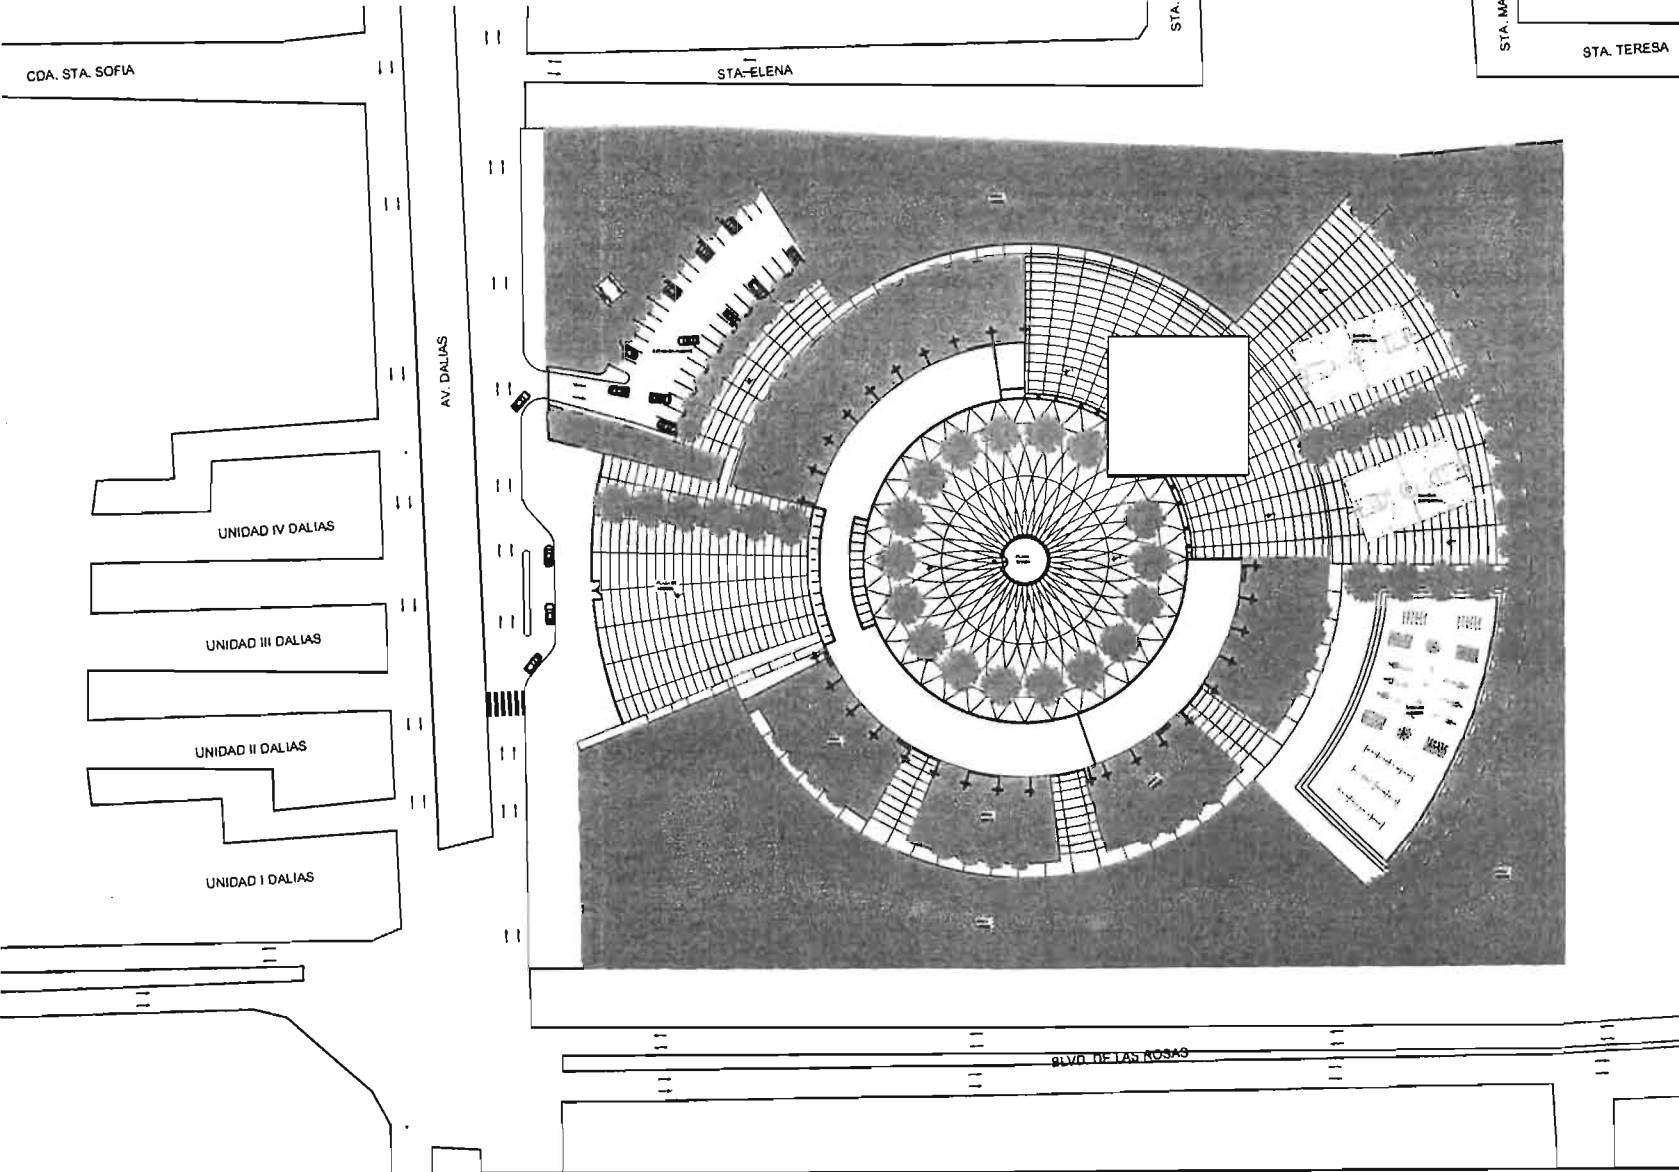 STA.
STA. MA
STA. TERESA
CDA. STA. SOFIA
STA. ELENA
AV. DALIAS
UNIDAD IV DALIAS
UNIDAD III DALIAS
UNIDAD II DALIAS
UNIDAD I DALIAS
BLVD. DE LAS ROSAS